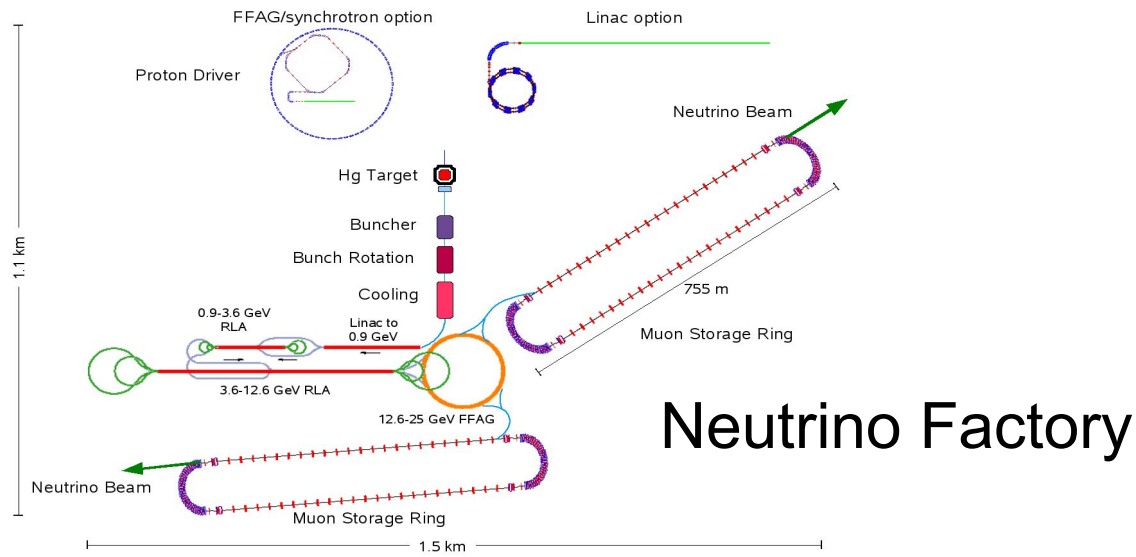 FFAG/synchrotron option
Linac option
Proton Driver
Neutrino Beam
Hg Target
Buncher
Bunch Rotation
Cooling
1.1 km
755 m
0.9-3.6 GeV
RLA
Linac to
0.9 GeV
Muon Storage Ring
3.6-12.6 GeV RLA
12.6-25 GeV FFAG
Neutrino Factory
Neutrino Beam
Muon Storage Ring
1.5 km